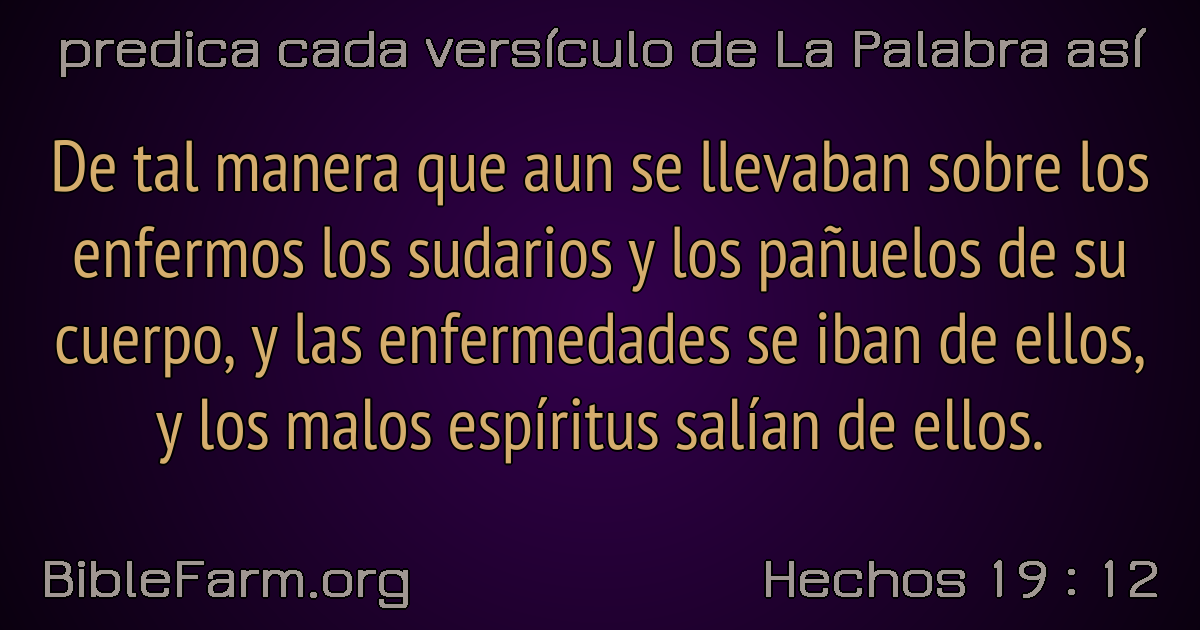 predica cada versículo de La Palabra así
De tal manera que aun se llevaban sobre los
enfermos los sudarios y los pañuelos de su
cuerpo, y las enfermedades se iban de ellos,
y los malos espíritus salían de ellos.
BibleFarm.org
Hechos 19 : 12